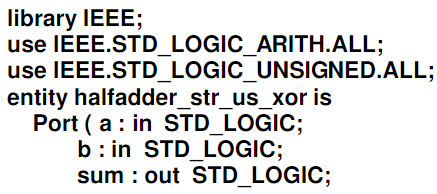 library IEEE;
use IEEE.STD_LOGIC_ARITH.ALL;
use IEEE.STD_LOGIC_UNSIGNED.ALL;
entity halfadder_str_us_xor is
Port ( a : in STD_LOGIC;
b : in STD_LOGIC;
sum : out STD_LOGIC;